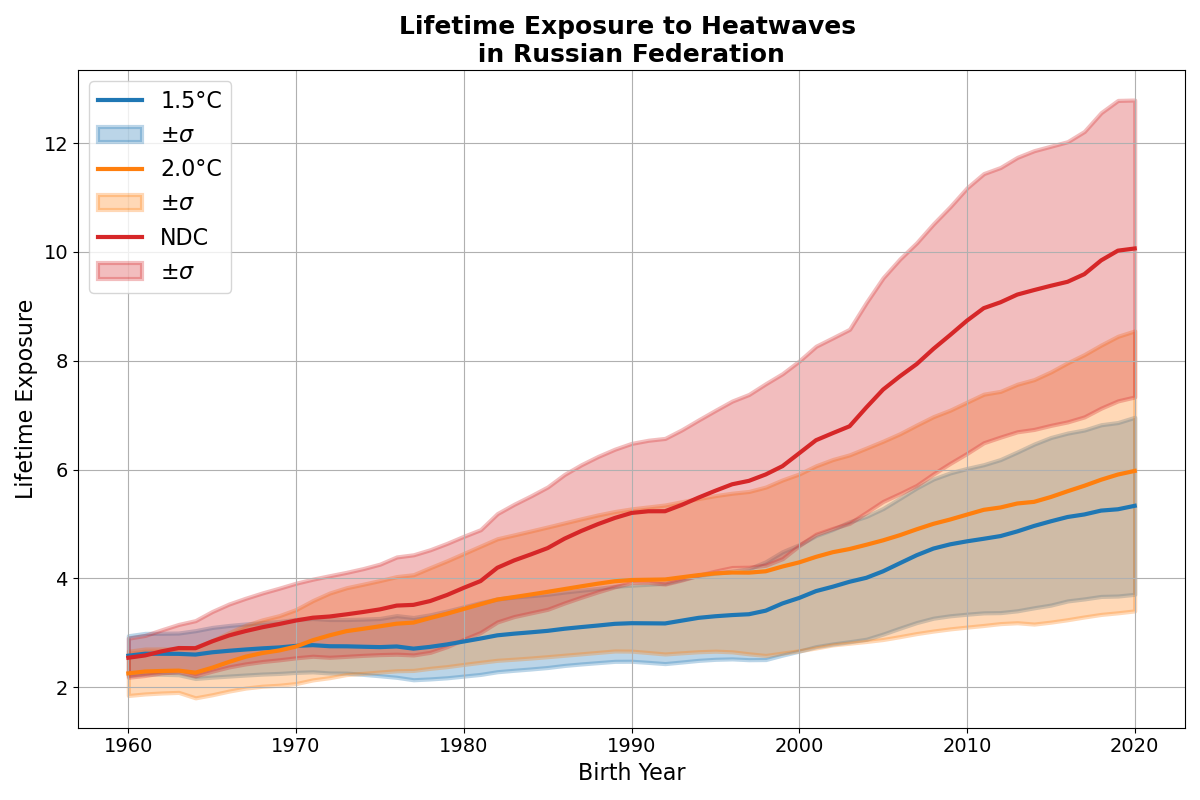 Lifetime Exposure to Heatwaves
in Russian Federation
1.5°C
±σ
2.0°C
±σ
NDC
±σ
Lifetime Exposure
12
10
8
6
4
2
1960
1970
1980
1990
2000
2010
2020
Birth Year